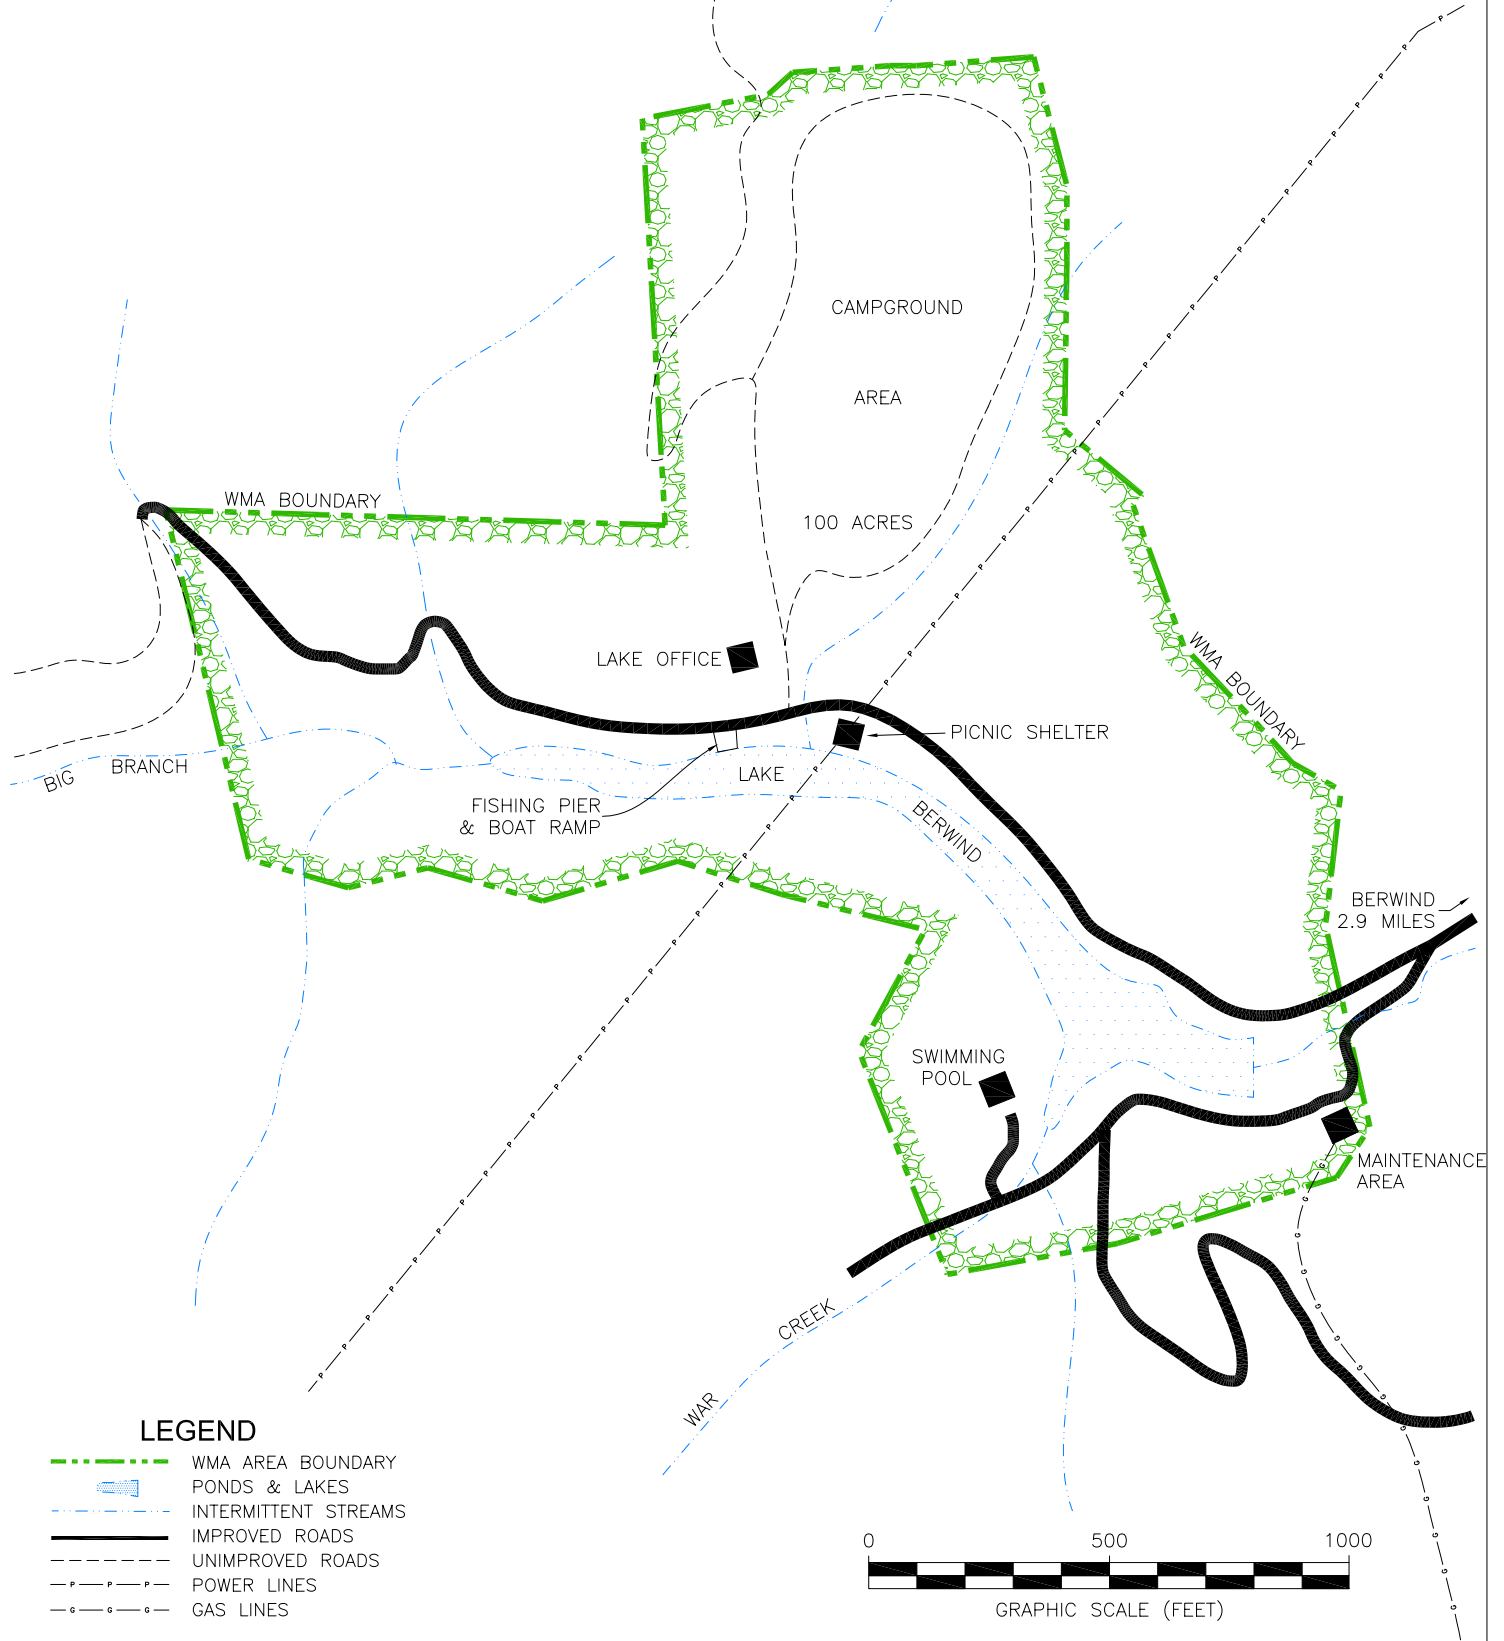 CAMPGROUND
AREA
100 ACRES
WMA BOUNDARY
WMA BOUNDARY
LAKE OFFICE
PICNIC SHELTER
BIG BRANCH
LAKE
BERWIND
FISHING PIER
& BOAT RAMP
BERWIND
2.9 MILES
SWIMMING
POOL
MAINTENANCE
AREA
WAR CREEK
LEGEND
WMA AREA BOUNDARY
PONDS & LAKES
INTERMITTENT STREAMS
IMPROVED ROADS
UNIMPROVED ROADS
P P P POWER LINES
G G G GAS LINES
0 500 1000
GRAPHIC SCALE (FEET)